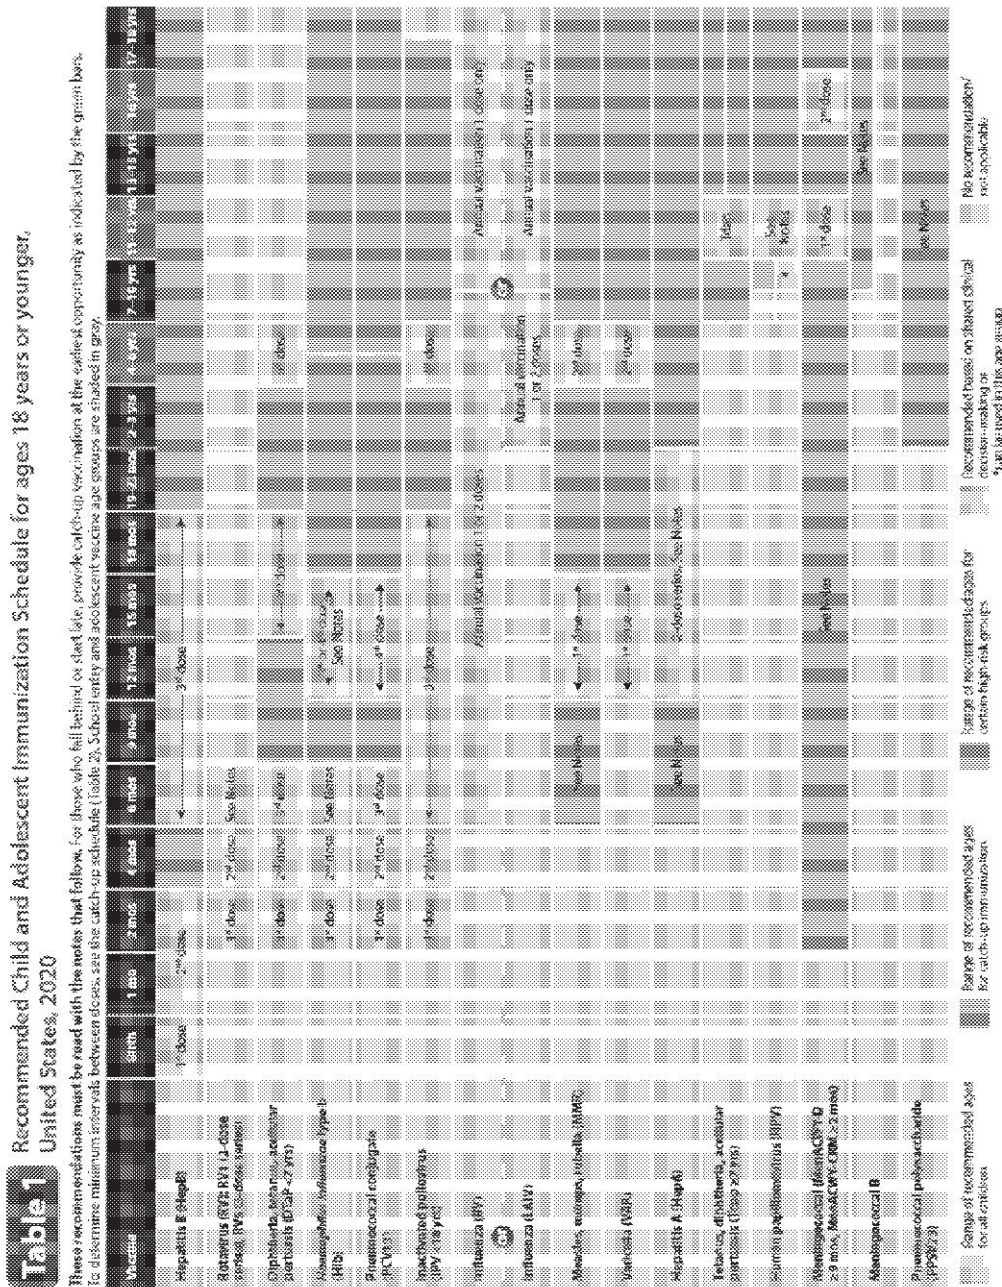 Table 1
Recommended Child and Adolescent Immunization Schedule for ages 18 years or younger,
United States, 2020
These recommendations must be read with the notes that follow. For those who fall behind or start late, provide catch-up vaccination at the earliest opportunity as indicated by the green bars.
To determine minimum intervals between doses, see the catch-up schedule (Table 2). School entry and adolescent vaccine age groups are shaded in gray.
Vaccine Birth 1 mo 2 mos 4 mos 6 mos 9 mos 12 mos 15 mos 18 mos 19-23 mos 2-3 yrs 4-6 yrs 7-10 yrs 11-12 yrs 13-15 yrs 16 yrs 17-18 yrs
Hepatitis B (HepB) 1st dose 2nd dose 3rd dose
Rotavirus (RV): RV1 (2-dose
series), RV5 (3-dose series) 1st dose 2nd dose See Notes
Diphtheria, tetanus, acellular
pertussis (DTaP <7 yrs) 1st dose 2nd dose 3rd dose 4th dose 5th dose
Haemophilus influenzae type b
(Hib) 1st dose 2nd dose See Notes 3rd or 4th dose
See Notes
Pneumococcal conjugate
(PCV13) 1st dose 2nd dose 3rd dose 4th dose
Inactivated poliovirus
(IPV <18 yrs) 1st dose 2nd dose 3rd dose 4th dose
Influenza (IIV) Annual vaccination 1 or 2 doses Annual vaccination 1 dose only
or or
Influenza (LAIV) Annual vaccination
1 or 2 doses Annual vaccination 1 dose only
Measles, mumps, rubella (MMR) See Notes 1st dose 2nd dose
Varicella (VAR) 1st dose 2nd dose
Hepatitis A (HepA) See Notes 2-dose series, See Notes
Tetanus, diphtheria, acellular
pertussis (Tdap ≥7 yrs) Tdap
Human papillomavirus (HPV) * See
Notes
Meningococcal (MenACWY-D
≥9 mos, MenACWY-CRM ≥2 mos) See Notes 1st dose 2nd dose
Meningococcal B See Notes
Pneumococcal polysaccharide
(PPSV23) See Notes
Range of recommended ages
for all children
Range of recommended ages
for catch-up immunization
Range of recommended ages for
certain high-risk groups
Recommended based on shared clinical
decision-making or
*can be used in this age group
No recommendation/
not applicable